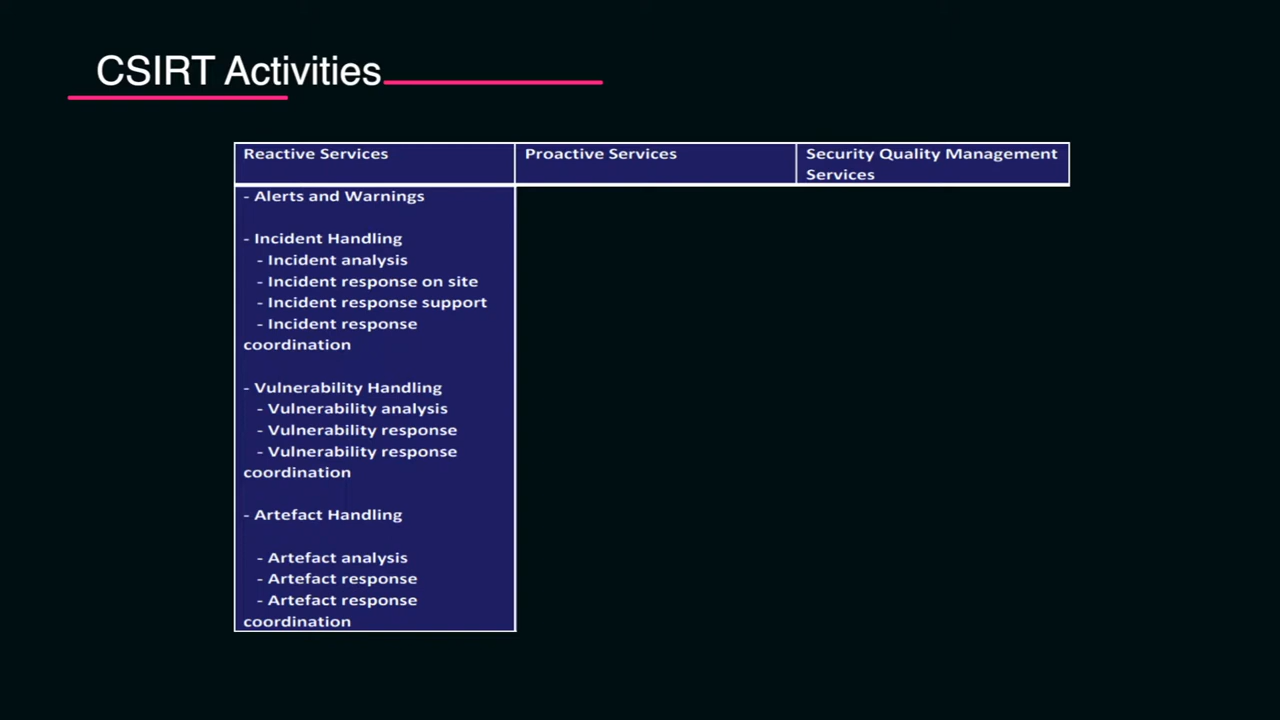 CSIRT Activities
Reactive Services
Proactive Services
Security Quality Management
Services
- Alerts and Warnings
- Incident Handling
- Incident analysis
- Incident response on site
- Incident response support
- Incident response
coordination
- Vulnerability Handling
- Vulnerability analysis
- Vulnerability response
- Vulnerability response
coordination
- Artefact Handling
- Artefact analysis
- Artefact response
- Artefact response
coordination